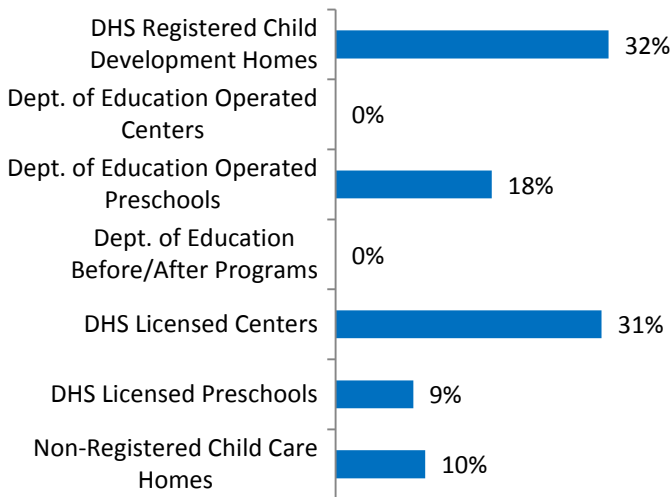 DHS Registered Child
Development Homes
32%
Dept. of Education Operated
Centers
0%
Dept. of Education Operated
Preschools
18%
Dept. of Education
Before/After Programs
0%
DHS Licensed Centers
31%
DHS Licensed Preschools
9%
Non-Registered Child Care
Homes
10%